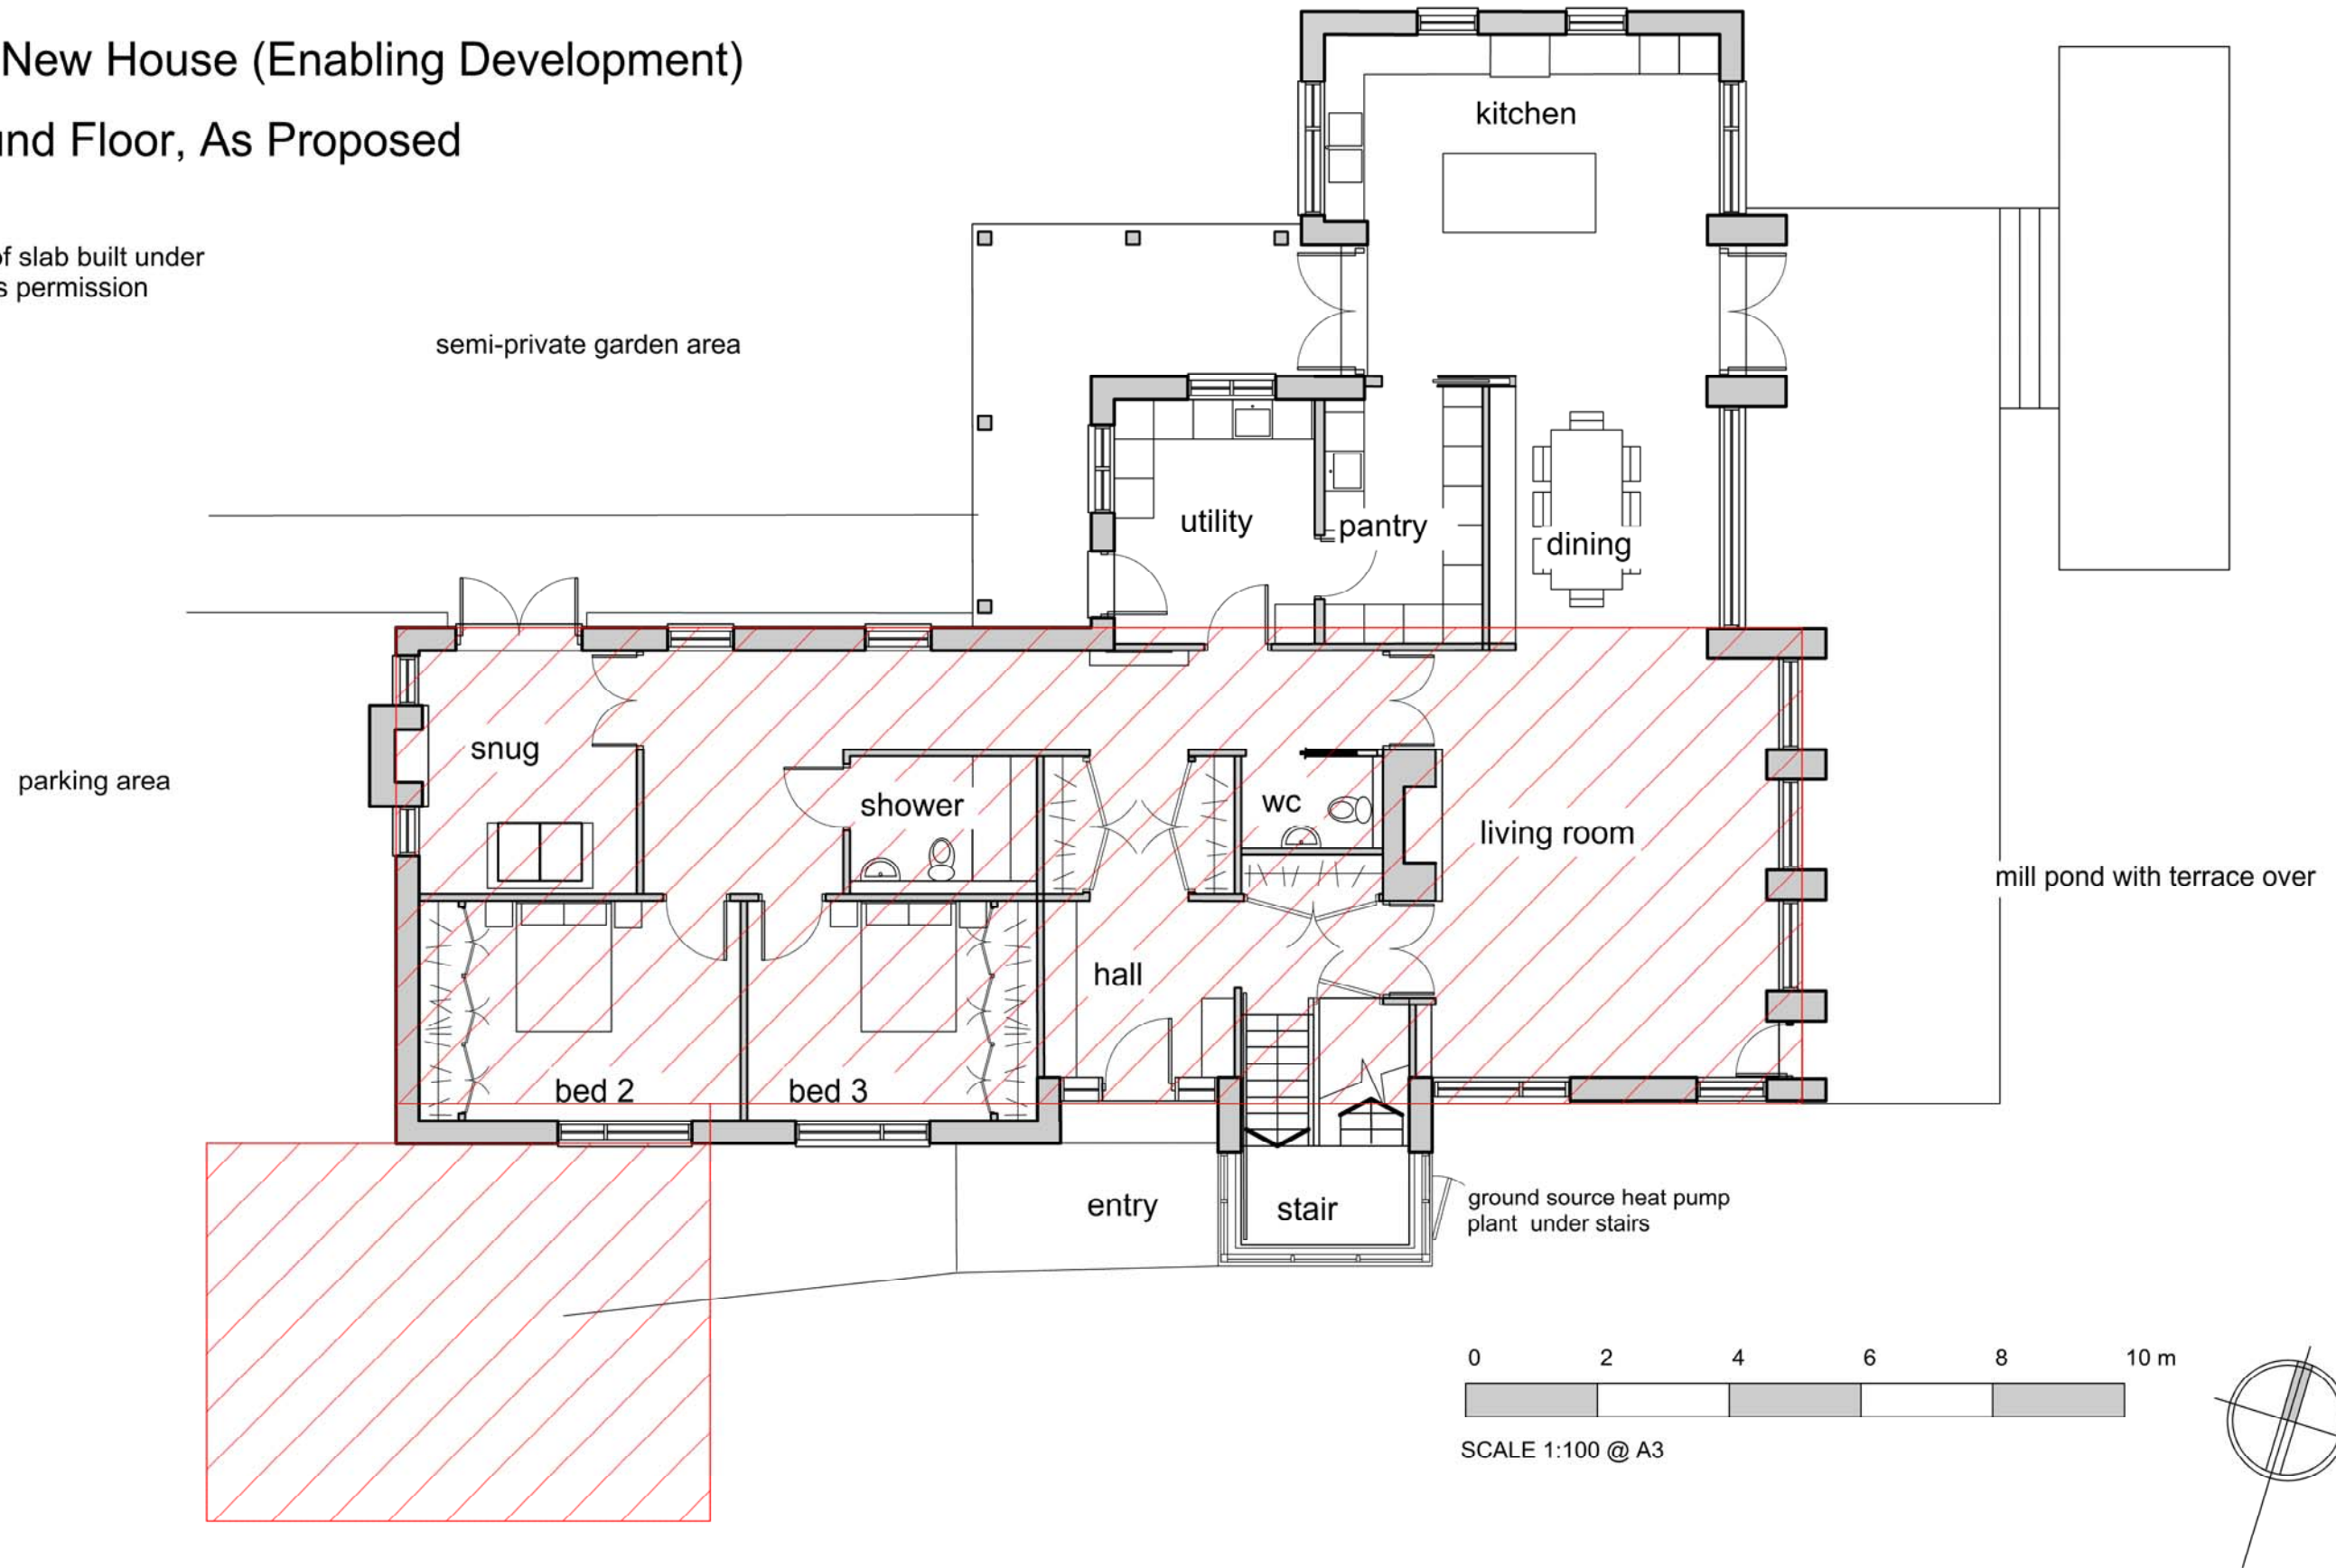 New House (Enabling Development)
und Floor, As Proposed
of slab built under
s permission
semi-private garden area
parking area
kitchen
utility
pantry
dining
snug
shower
wc
living room
mill pond with terrace over
hall
bed 2
bed 3
entry
stair
ground source heat pump
plant under stairs
0 2 4 6 8 10 m
SCALE 1:100 @ A3